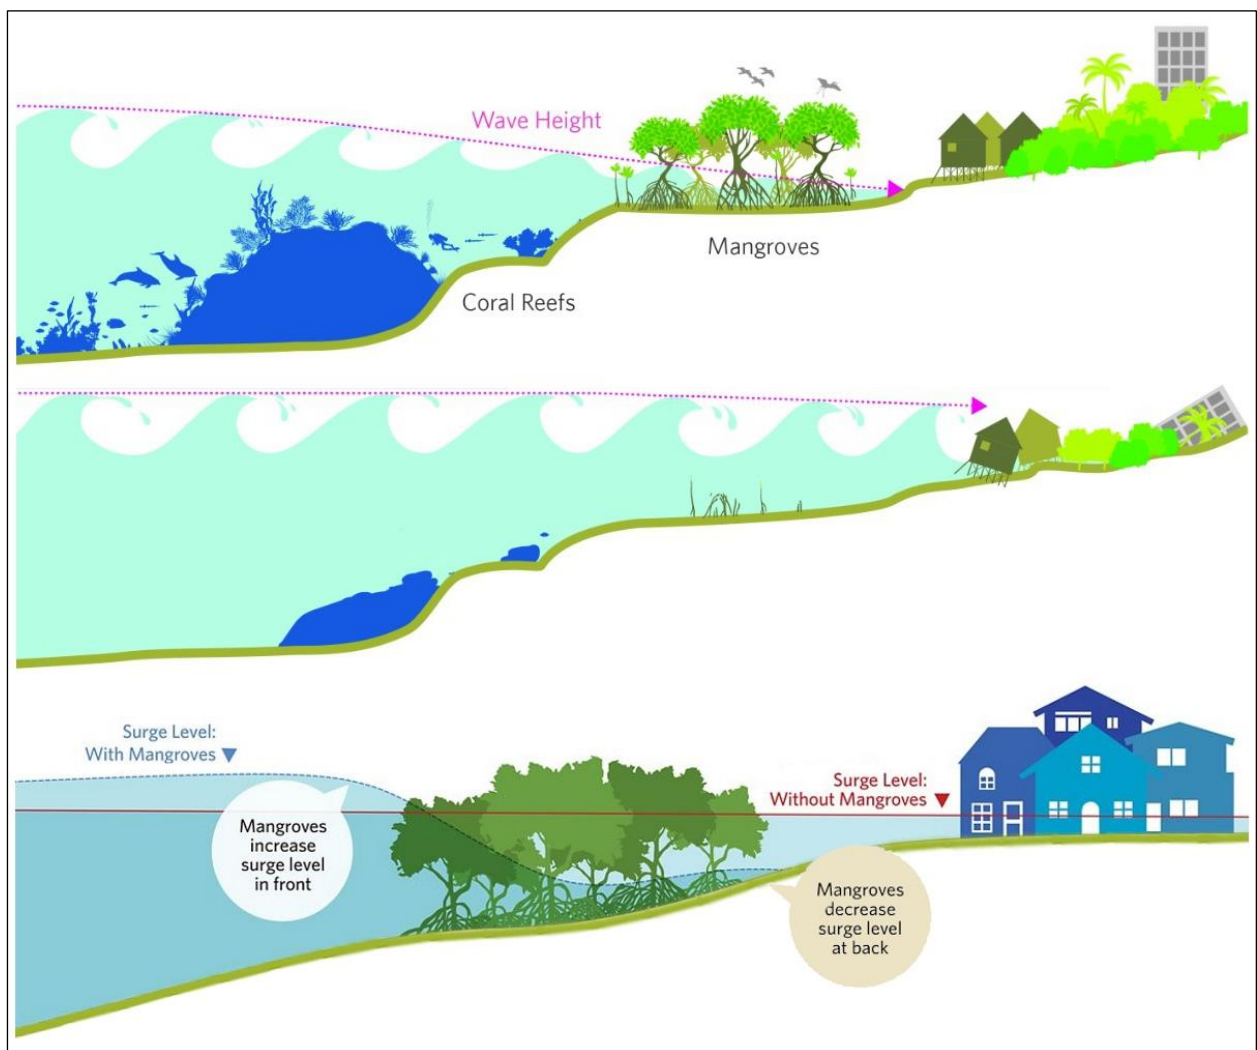 Wave Height
Mangroves
Coral Reefs
Surge Level:
With Mangroves ▼
Surge Level:
Without Mangroves ▼
Mangroves
increase
surge level
in front
Mangroves
decrease
surge level
at back